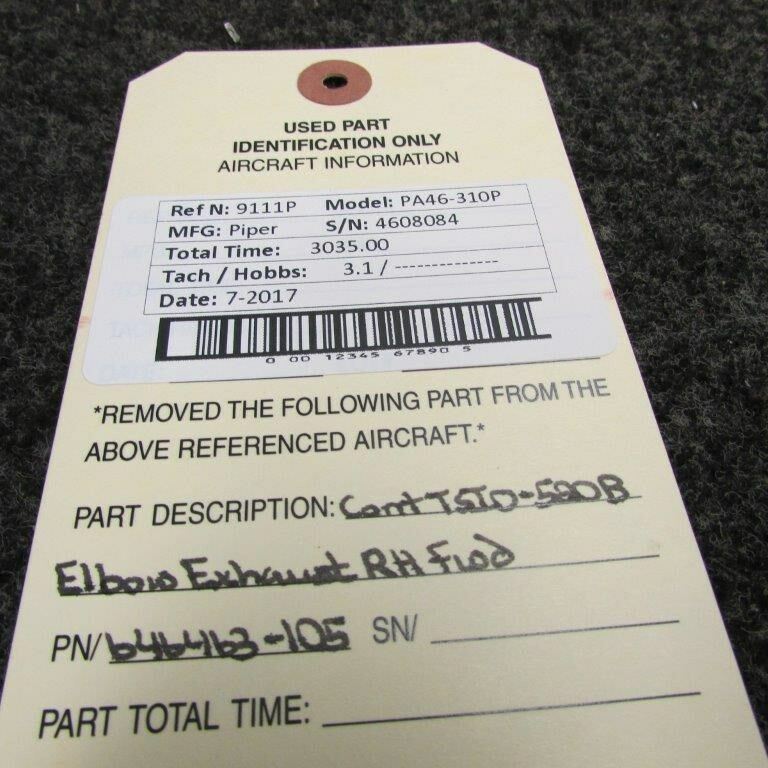 USED PART
IDENTIFICATION ONLY
AIRCRAFT INFORMATION
Ref N: 9111P Model: PA46-310P
MFG: Piper S/N: 4608084
Total Time: 3035.00
Tach / Hobbs: 3.1 / --------------
Date: 7-2017
0 00 12345 67890 5
*REMOVED THE FOLLOWING PART FROM THE
ABOVE REFERENCED AIRCRAFT.*
PART DESCRIPTION: Cont TSIO-520B
Elbow Exhaust RH Fwd
PN/ 646463-105 SN/
PART TOTAL TIME: